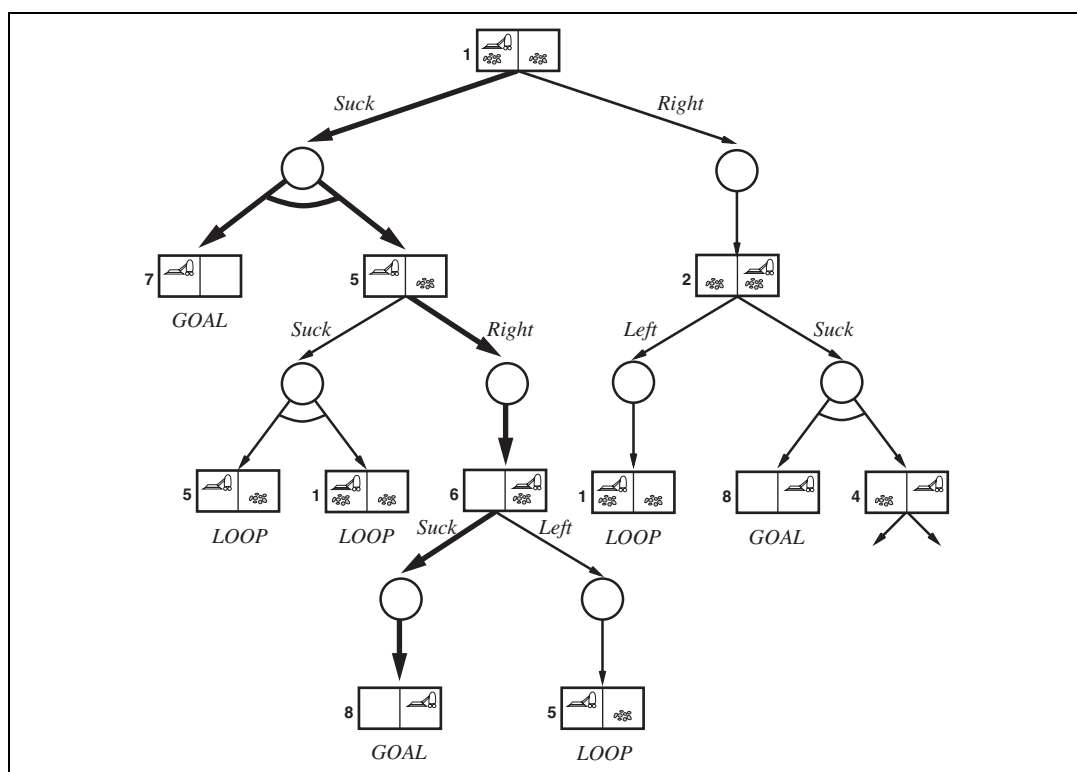 1
Suck Right
7 5 2
GOAL
Suck Right Left Suck
5 1 6 1 8 4
LOOP LOOP LOOP GOAL
Suck Left
8 5
GOAL LOOP